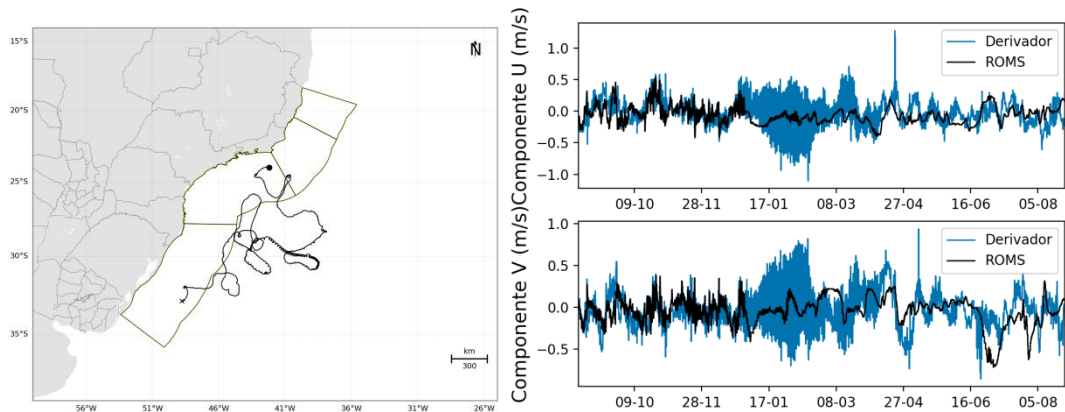 15°S
20°S
25°S
30°S
35°S
56°W
51°W
46°W
41°W
36°W
31°W
26°W
N
km
300
Componente U (m/s)
1.0
0.5
0.0
−0.5
−1.0
Derivador
ROMS
09-10
28-11
17-01
08-03
27-04
16-06
05-08
Componente V (m/s)
1.0
0.5
0.0
−0.5
Derivador
ROMS
09-10
28-11
17-01
08-03
27-04
16-06
05-08